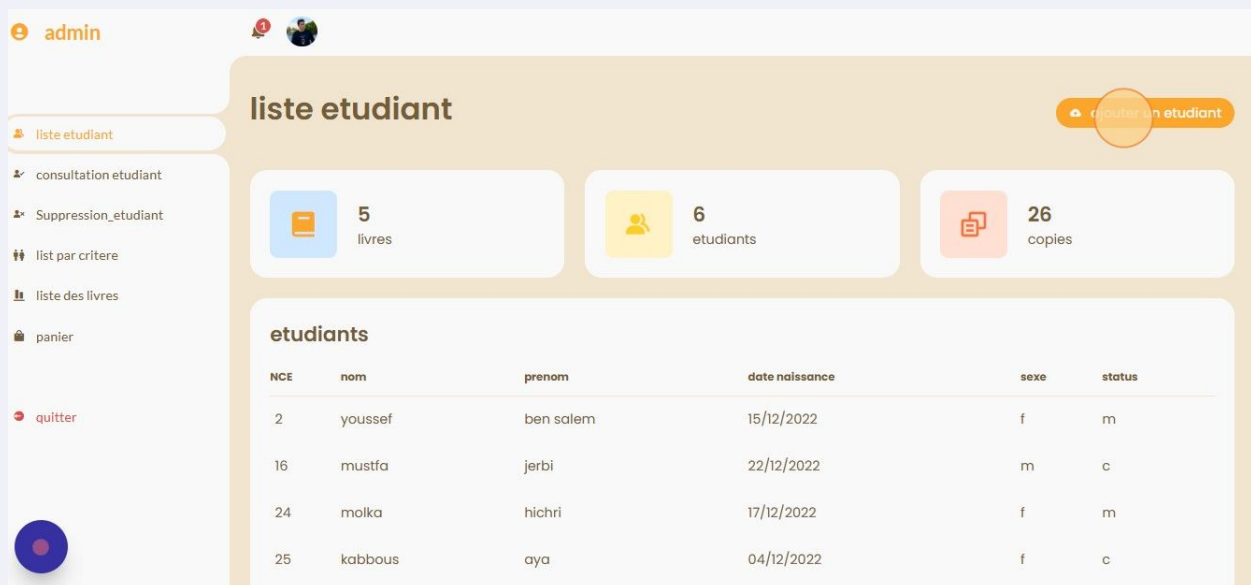 admin
1
liste etudiant
consultation etudiant
Suppression_etudiant
list par critere
liste des livres
panier
quitter
liste etudiant
ajouter un etudiant
5
livres
6
etudiants
26
copies
etudiants
NCE nom prenom date naissance sexe status
2 youssef ben salem 15/12/2022 f m
16 mustfa jerbi 22/12/2022 m c
24 molka hichri 17/12/2022 f m
25 kabbous aya 04/12/2022 f c